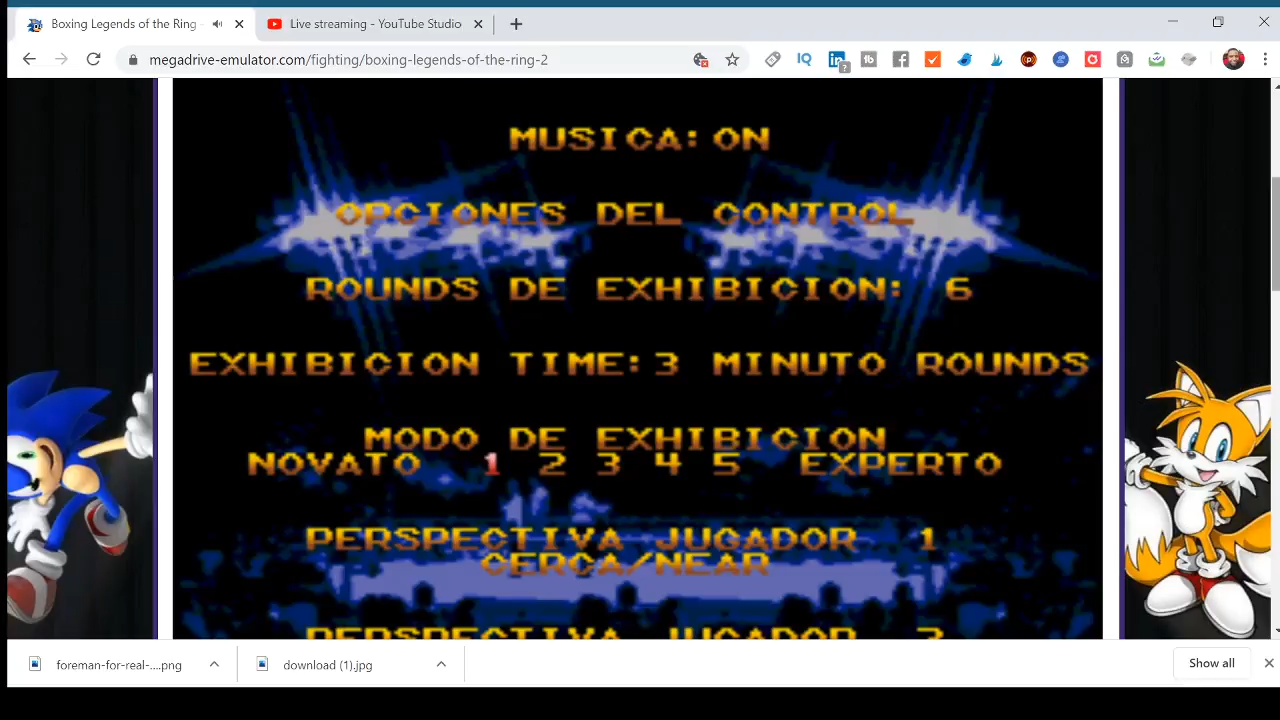 Boxing Legends of the Ring -
Live streaming - YouTube Studio
megadrive-emulator.com/fighting/boxing-legends-of-the-ring-2
MUSICA: ON
OPCIONES DEL CONTROL
ROUNDS DE EXHIBICION: 6
EXHIBICION TIME: 3 MINUTO ROUNDS
MODO DE EXHIBICION
NOVATO 1 2 3 4 5 EXPERTO
PERSPECTIVA JUGADOR 1
CERCA/NEAR
PERSPECTIVA JUGADOR 2
foreman-for-real-....png
download (1).jpg
Show all